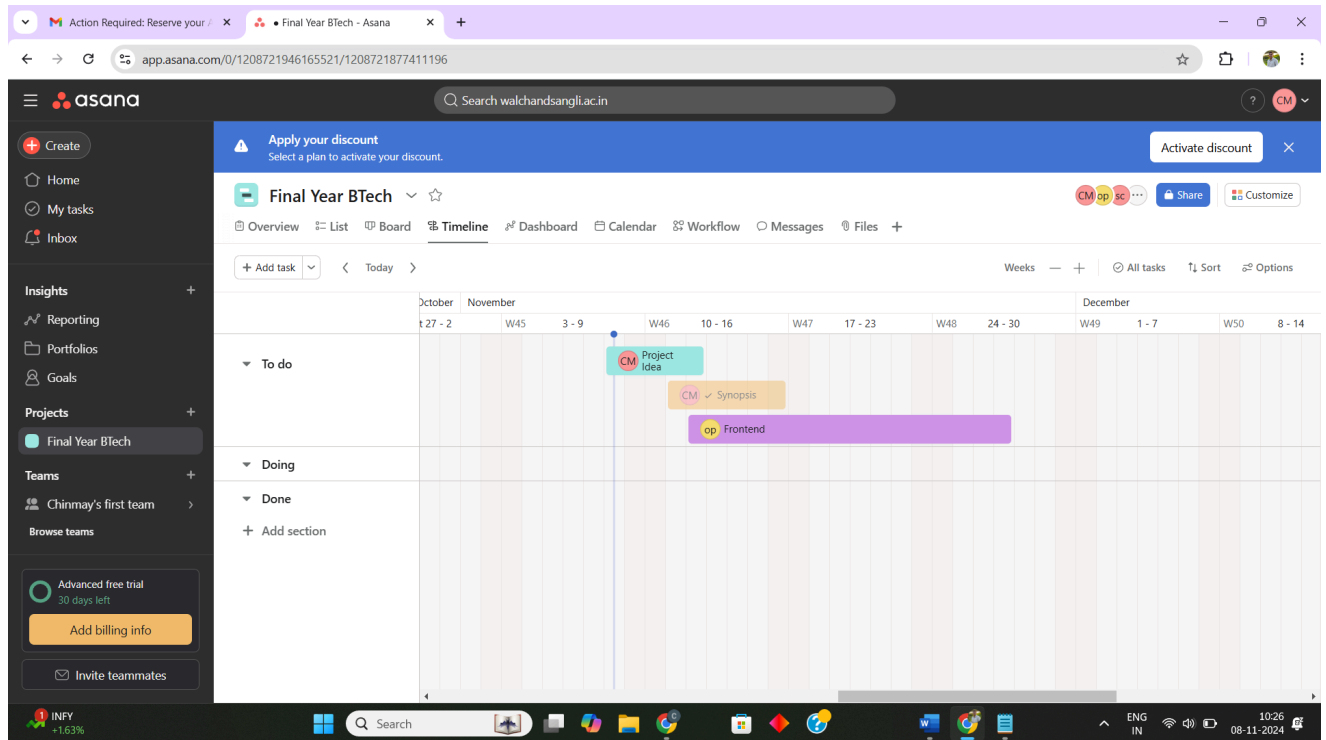 Action Required: Reserve your A
Final Year BTech - Asana
app.asana.com/0/1208721946165521/1208721877411196
asana
Search walchandsangli.ac.in
?
CM
Create
Home
My tasks
Inbox
Insights
Reporting
Portfolios
Goals
Projects
Final Year BTech
Teams
Chinmay's first team
Browse teams
Advanced free trial
30 days left
Add billing info
Invite teammates
Apply your discount
Select a plan to activate your discount.
Activate discount
Final Year BTech
CM op sc ...
Share
Customize
Overview List Board Timeline Dashboard Calendar Workflow Messages Files
+ Add task
Today
Weeks
All tasks
Sort
Options
October November December
t 27 - 2 W45 3 - 9 W46 10 - 16 W47 17 - 23 W48 24 - 30 W49 1 - 7 W50 8 - 14
To do
CM Project
Idea
CM ✓ Synopsis
op Frontend
Doing
Done
+ Add section
1
INFY
+1.63%
Search
ENG
IN
10:26
08-11-2024